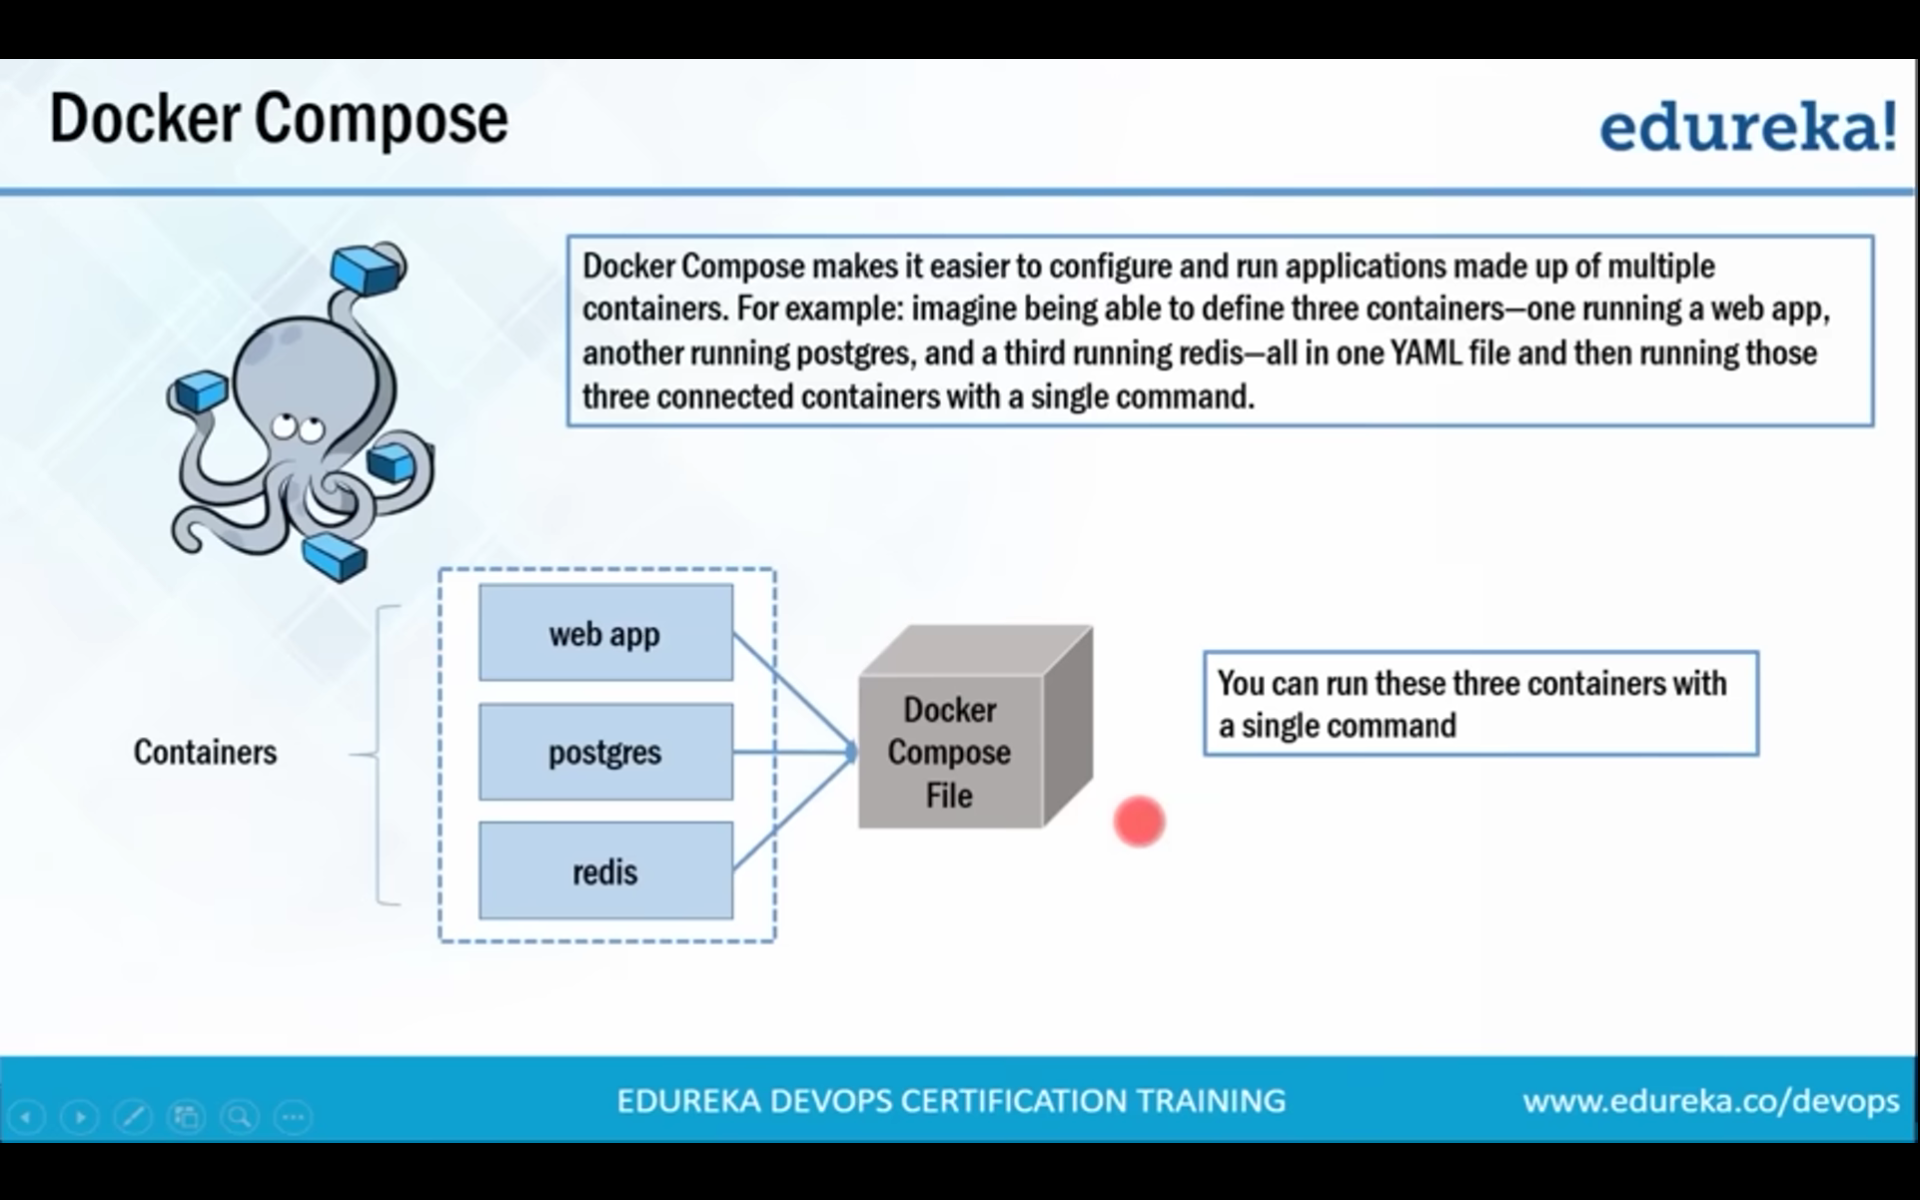 Docker Compose
edureka!
Docker Compose makes it easier to configure and run applications made up of multiple
containers. For example: imagine being able to define three containers—one running a web app,
another running postgres, and a third running redis—all in one YAML file and then running those
three connected containers with a single command.
Containers
web app
postgres
redis
Docker
Compose
File
You can run these three containers with
a single command
EDUREKA DEVOPS CERTIFICATION TRAINING
www.edureka.co/devops